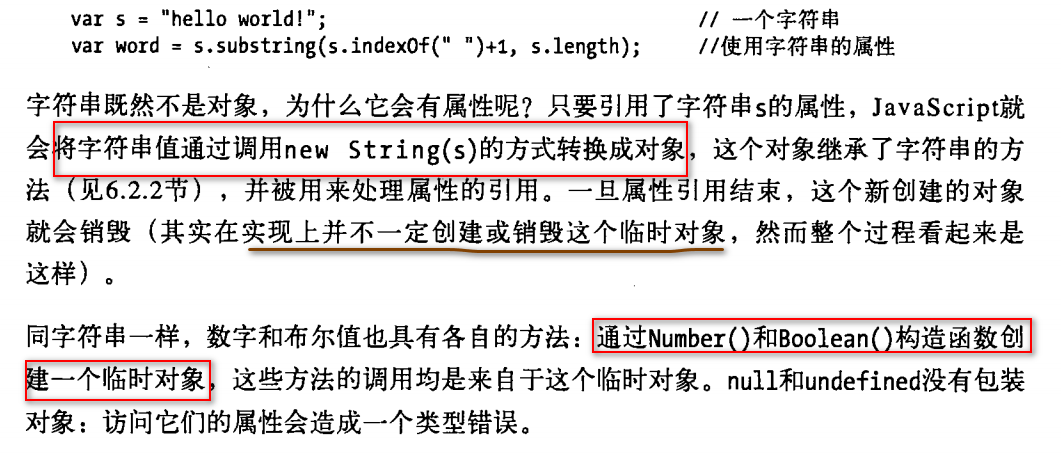 var s = "hello world!"; // 一个字符串
var word = s.substring(s.indexOf(" ")+1, s.length); //使用字符串的属性
字符串既然不是对象，为什么它会有属性呢？只要引用了字符串s的属性，JavaScript就
会将字符串值通过调用new String(s)的方式转换成对象，这个对象继承了字符串的方
法（见6.2.2节），并被用来处理属性的引用。一旦属性引用结束，这个新创建的对象
就会销毁（其实在实现上并不一定创建或销毁这个临时对象，然而整个过程看起来是
这样）。
同字符串一样，数字和布尔值也具有各自的方法：通过Number()和Boolean()构造函数创
建一个临时对象，这些方法的调用均是来自于这个临时对象。null和undefined没有包装
对象：访问它们的属性会造成一个类型错误。